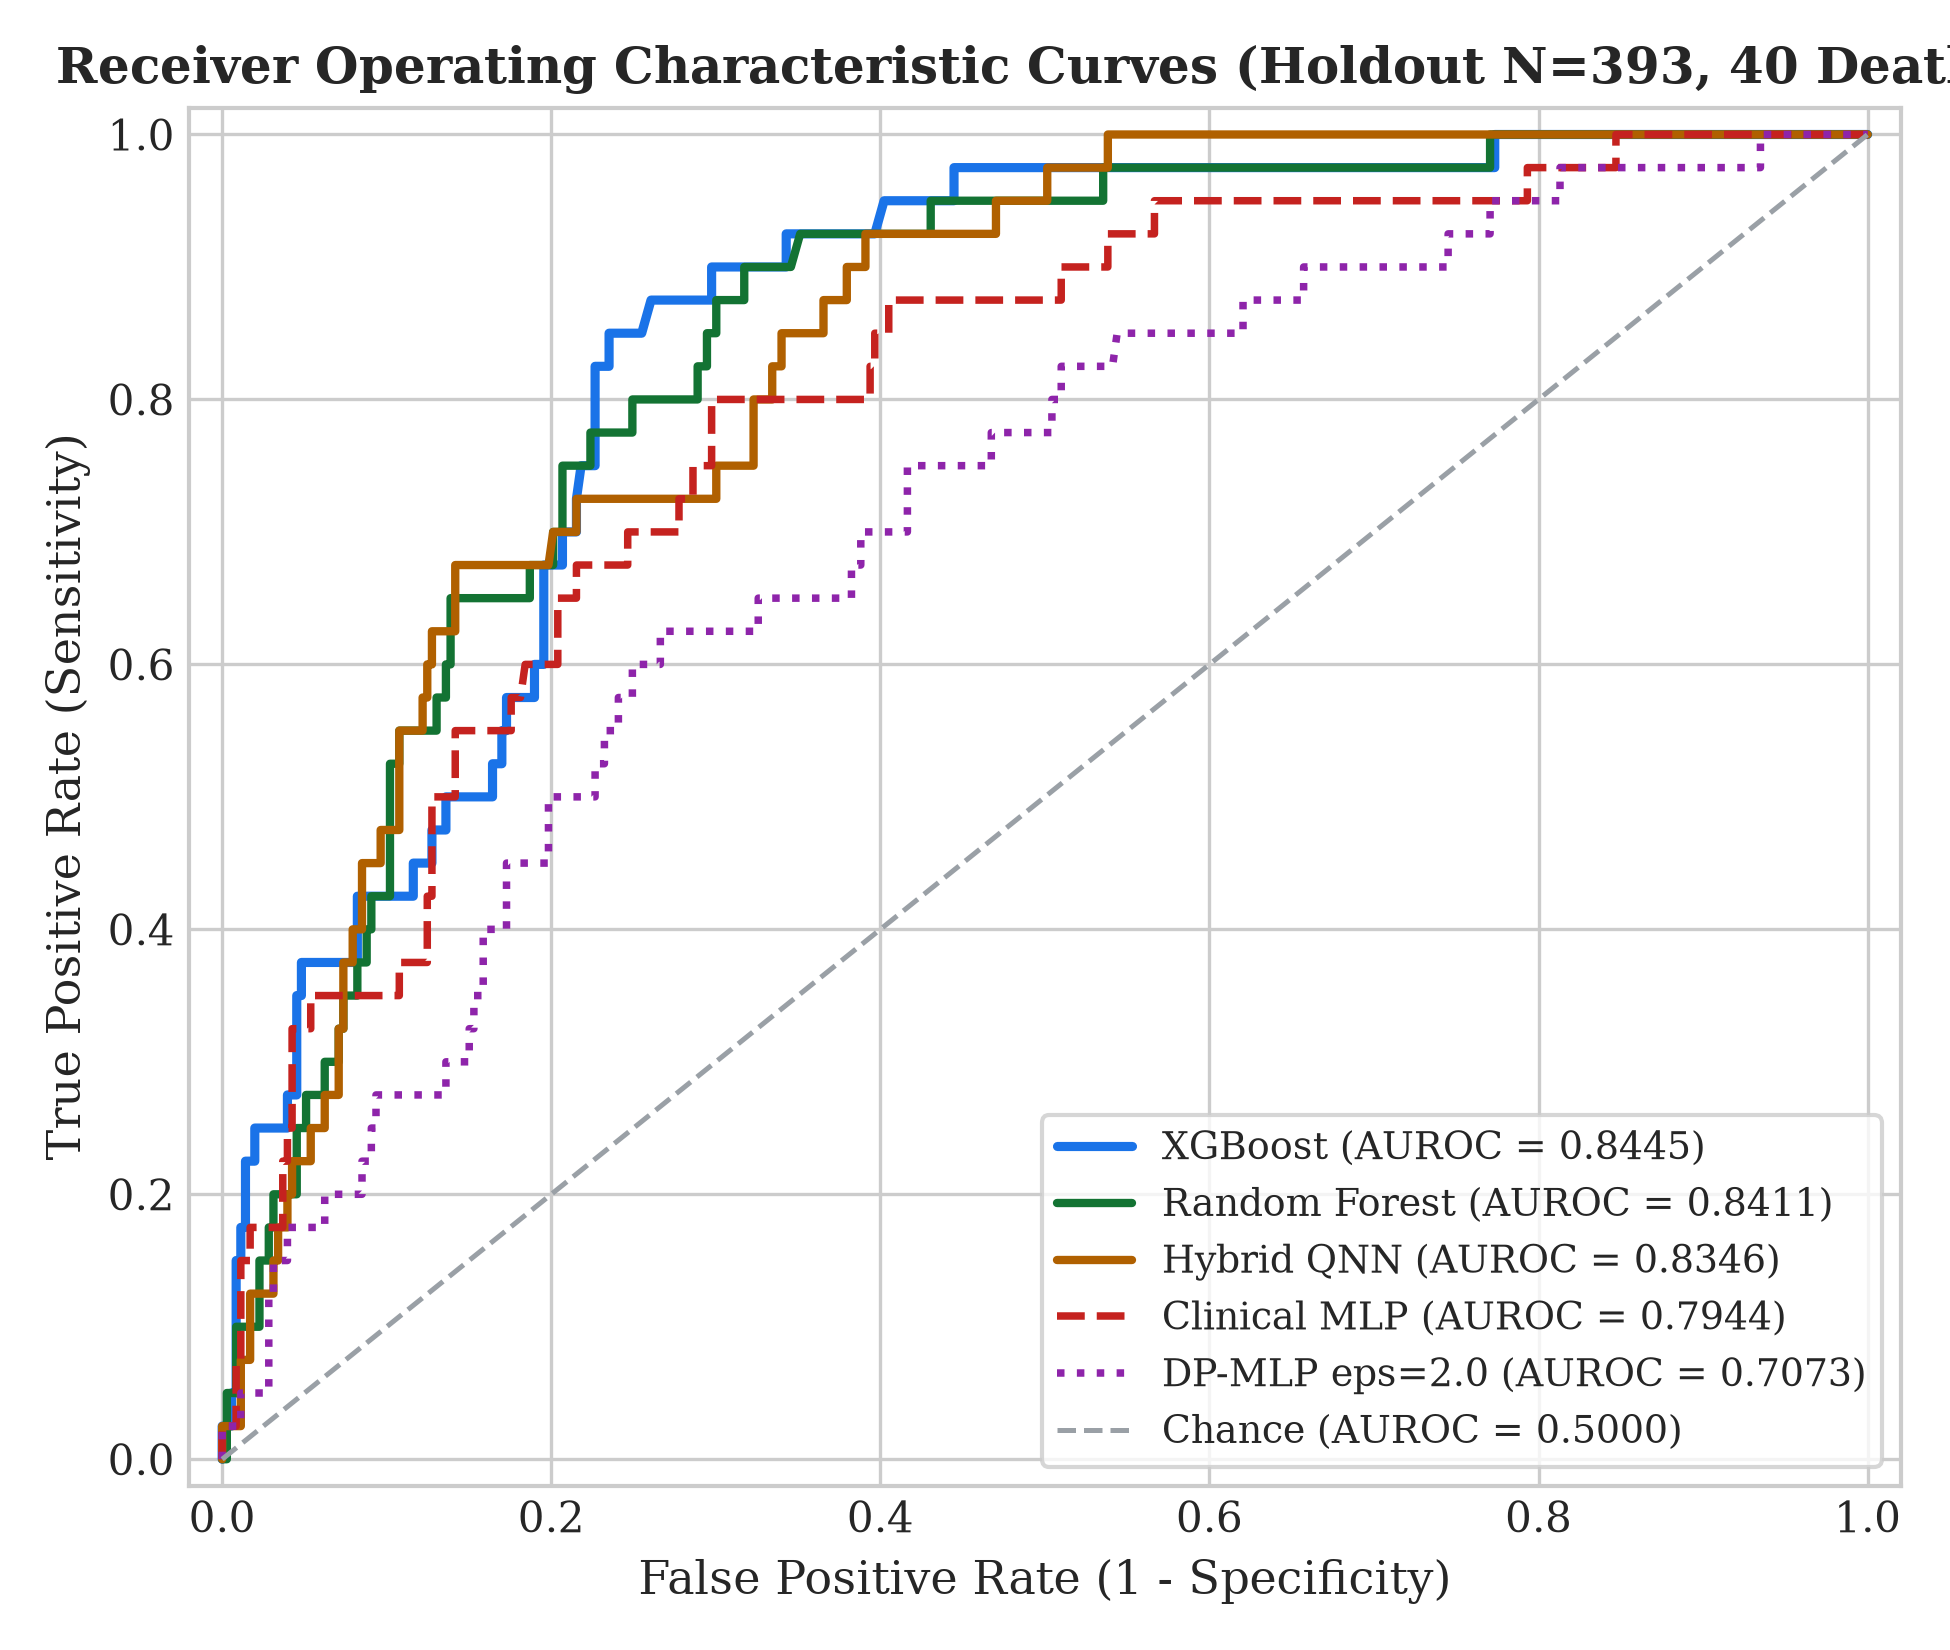 Receiver Operating Characteristic Curves (Holdout N=393, 40
1.0
0.8
0.6
0.4
0.2
0.0
True Positive Rate (Sensitivity)
XGBoost (AUROC = 0.8445)
Random Forest (AUROC = 0.8411)
Hybrid QNN (AUROC = 0.8346)
Clinical MLP (AUROC = 0.7944)
DP-MLP eps=2.0 (AUROC = 0.7073)
Chance (AUROC = 0.5000)
0.0 0.2 0.4 0.6 0.8 1.0
False Positive Rate (1 - Specificity)